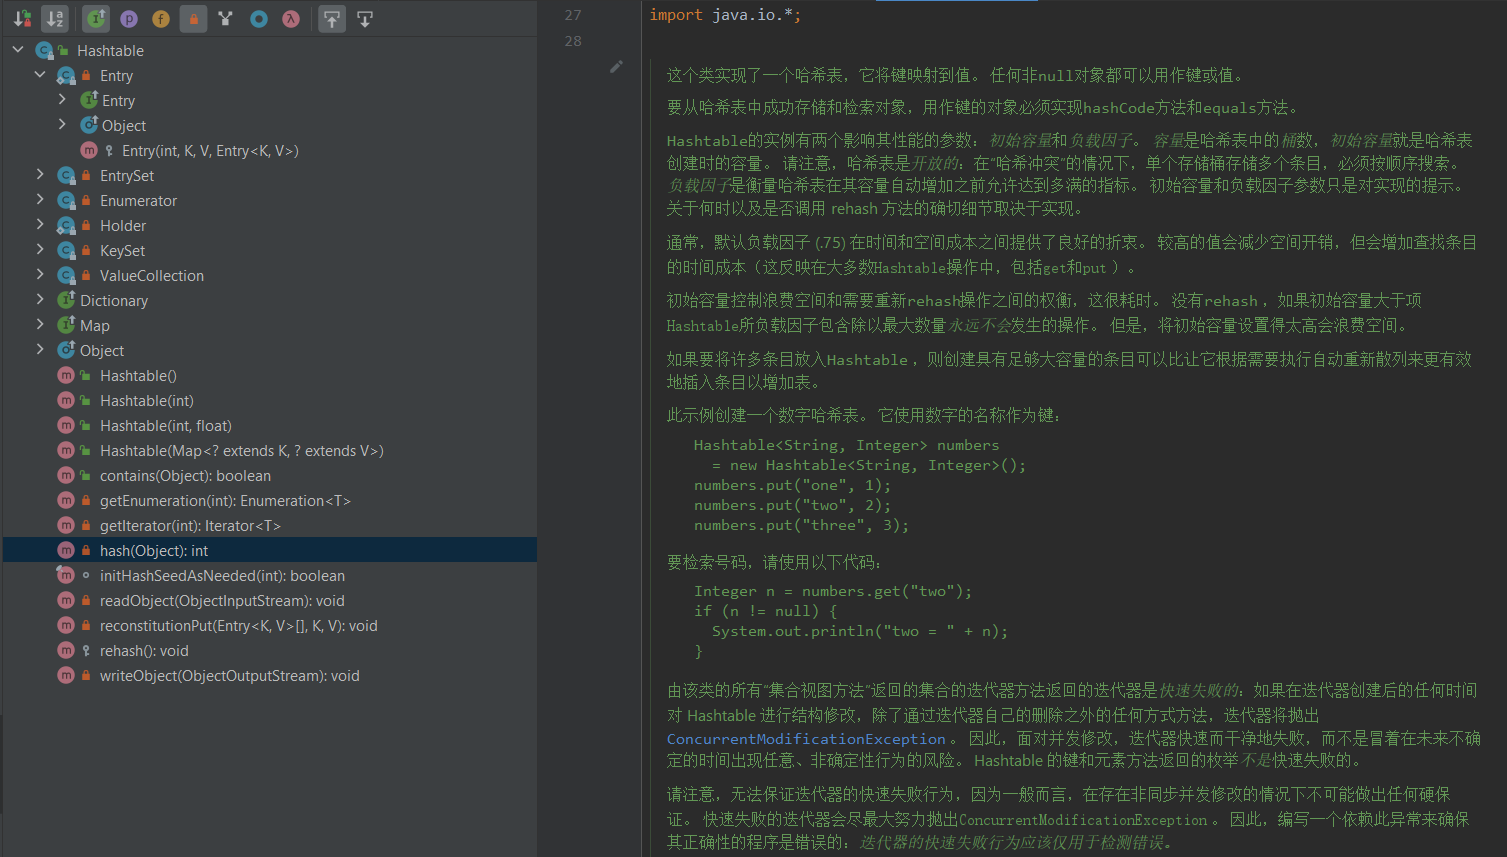 Hashtable
Entry
Entry
Object
Entry(int, K, V, Entry<K, V>)
EntrySet
Enumerator
Holder
KeySet
ValueCollection
Dictionary
Map
Object
Hashtable()
Hashtable(int)
Hashtable(int, float)
Hashtable(Map<? extends K, ? extends V>)
contains(Object): boolean
getEnumeration(int): Enumeration<T>
getIterator(int): Iterator<T>
hash(Object): int
initHashSeedAsNeeded(int): boolean
readObject(ObjectInputStream): void
reconstitutionPut(Entry<K, V>[], K, V): void
rehash(): void
writeObject(ObjectOutputStream): void
27
import java.io.*;
28
这个类实现了一个哈希表，它将键映射到值。 任何非null对象都可以用作键或值。
要从哈希表中成功存储和检索对象，用作键的对象必须实现hashCode方法和equals方法。
Hashtable的实例有两个影响其性能的参数：初始容量和负载因子。 容量是哈希表中的桶数，初始容量就是哈希表
创建时的容量。 请注意，哈希表是开放的：在“哈希冲突”的情况下，单个存储桶存储多个条目，必须按顺序搜索。
负载因子是衡量哈希表在其容量自动增加之前允许达到多满的指标。 初始容量和负载因子参数只是对实现的提示。
关于何时以及是否调用 rehash 方法的确切细节取决于实现。
通常，默认负载因子 (.75) 在时间和空间成本之间提供了良好的折衷。 较高的值会减少空间开销，但会增加查找条目
的时间成本（这反映在大多数Hashtable操作中，包括get和put ）。
初始容量控制浪费空间和需要重新rehash操作之间的权衡，这很耗时。 没有rehash ，如果初始容量大于项
Hashtable所负载因子包含除以最大数量永远不会发生的操作。 但是，将初始容量设置得太高会浪费空间。
如果要将许多条目放入Hashtable ，则创建具有足够大容量的条目可以比让它根据需要执行自动重新散列来更有效
地插入条目以增加表。
此示例创建一个数字哈希表。 它使用数字的名称作为键：
Hashtable<String, Integer> numbers
= new Hashtable<String, Integer>();
numbers.put("one", 1);
numbers.put("two", 2);
numbers.put("three", 3);
要检索号码，请使用以下代码：
Integer n = numbers.get("two");
if (n != null) {
System.out.println("two = " + n);
}
由该类的所有“集合视图方法”返回的集合的迭代器方法返回的迭代器是快速失败的：如果在迭代器创建后的任何时间
对 Hashtable 进行结构修改，除了通过迭代器自己的删除之外的任何方式方法，迭代器将抛出
ConcurrentModificationException 。 因此，面对并发修改，迭代器快速而干净地失败，而不是冒着在未来不确
定的时间出现任意、非确定性行为的风险。 Hashtable 的键和元素方法返回的枚举不是快速失败的。
请注意，无法保证迭代器的快速失败行为，因为一般而言，在存在非同步并发修改的情况下不可能做出任何硬保
证。 快速失败的迭代器会尽最大努力抛出ConcurrentModificationException 。 因此，编写一个依赖此异常来确保
其正确性的程序是错误的：迭代器的快速失败行为应该仅用于检测错误。